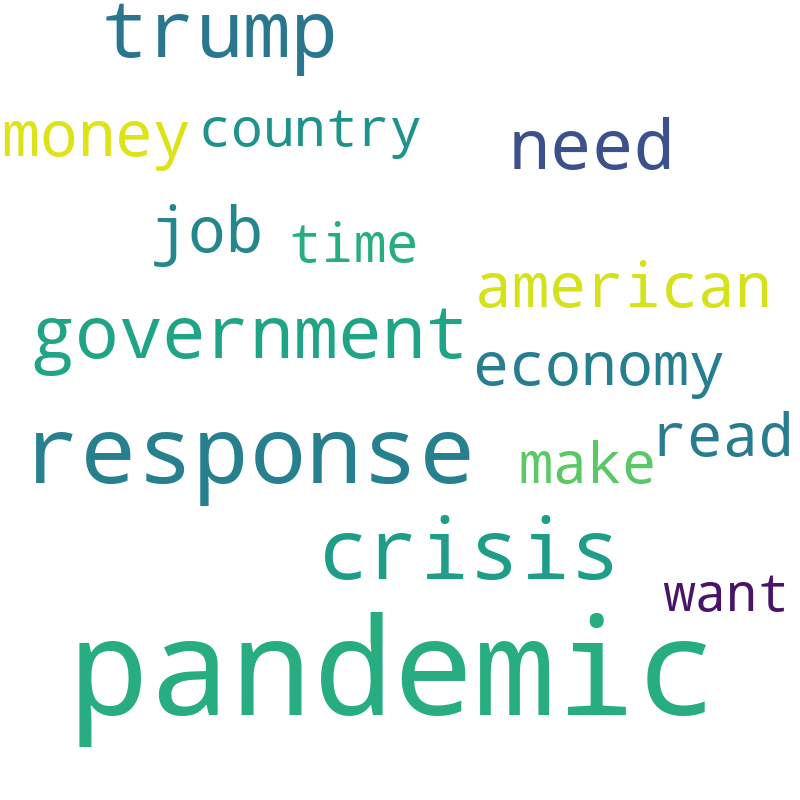 trump
money country need
job time
american
government
economy
response make read
crisis
want
pandemic